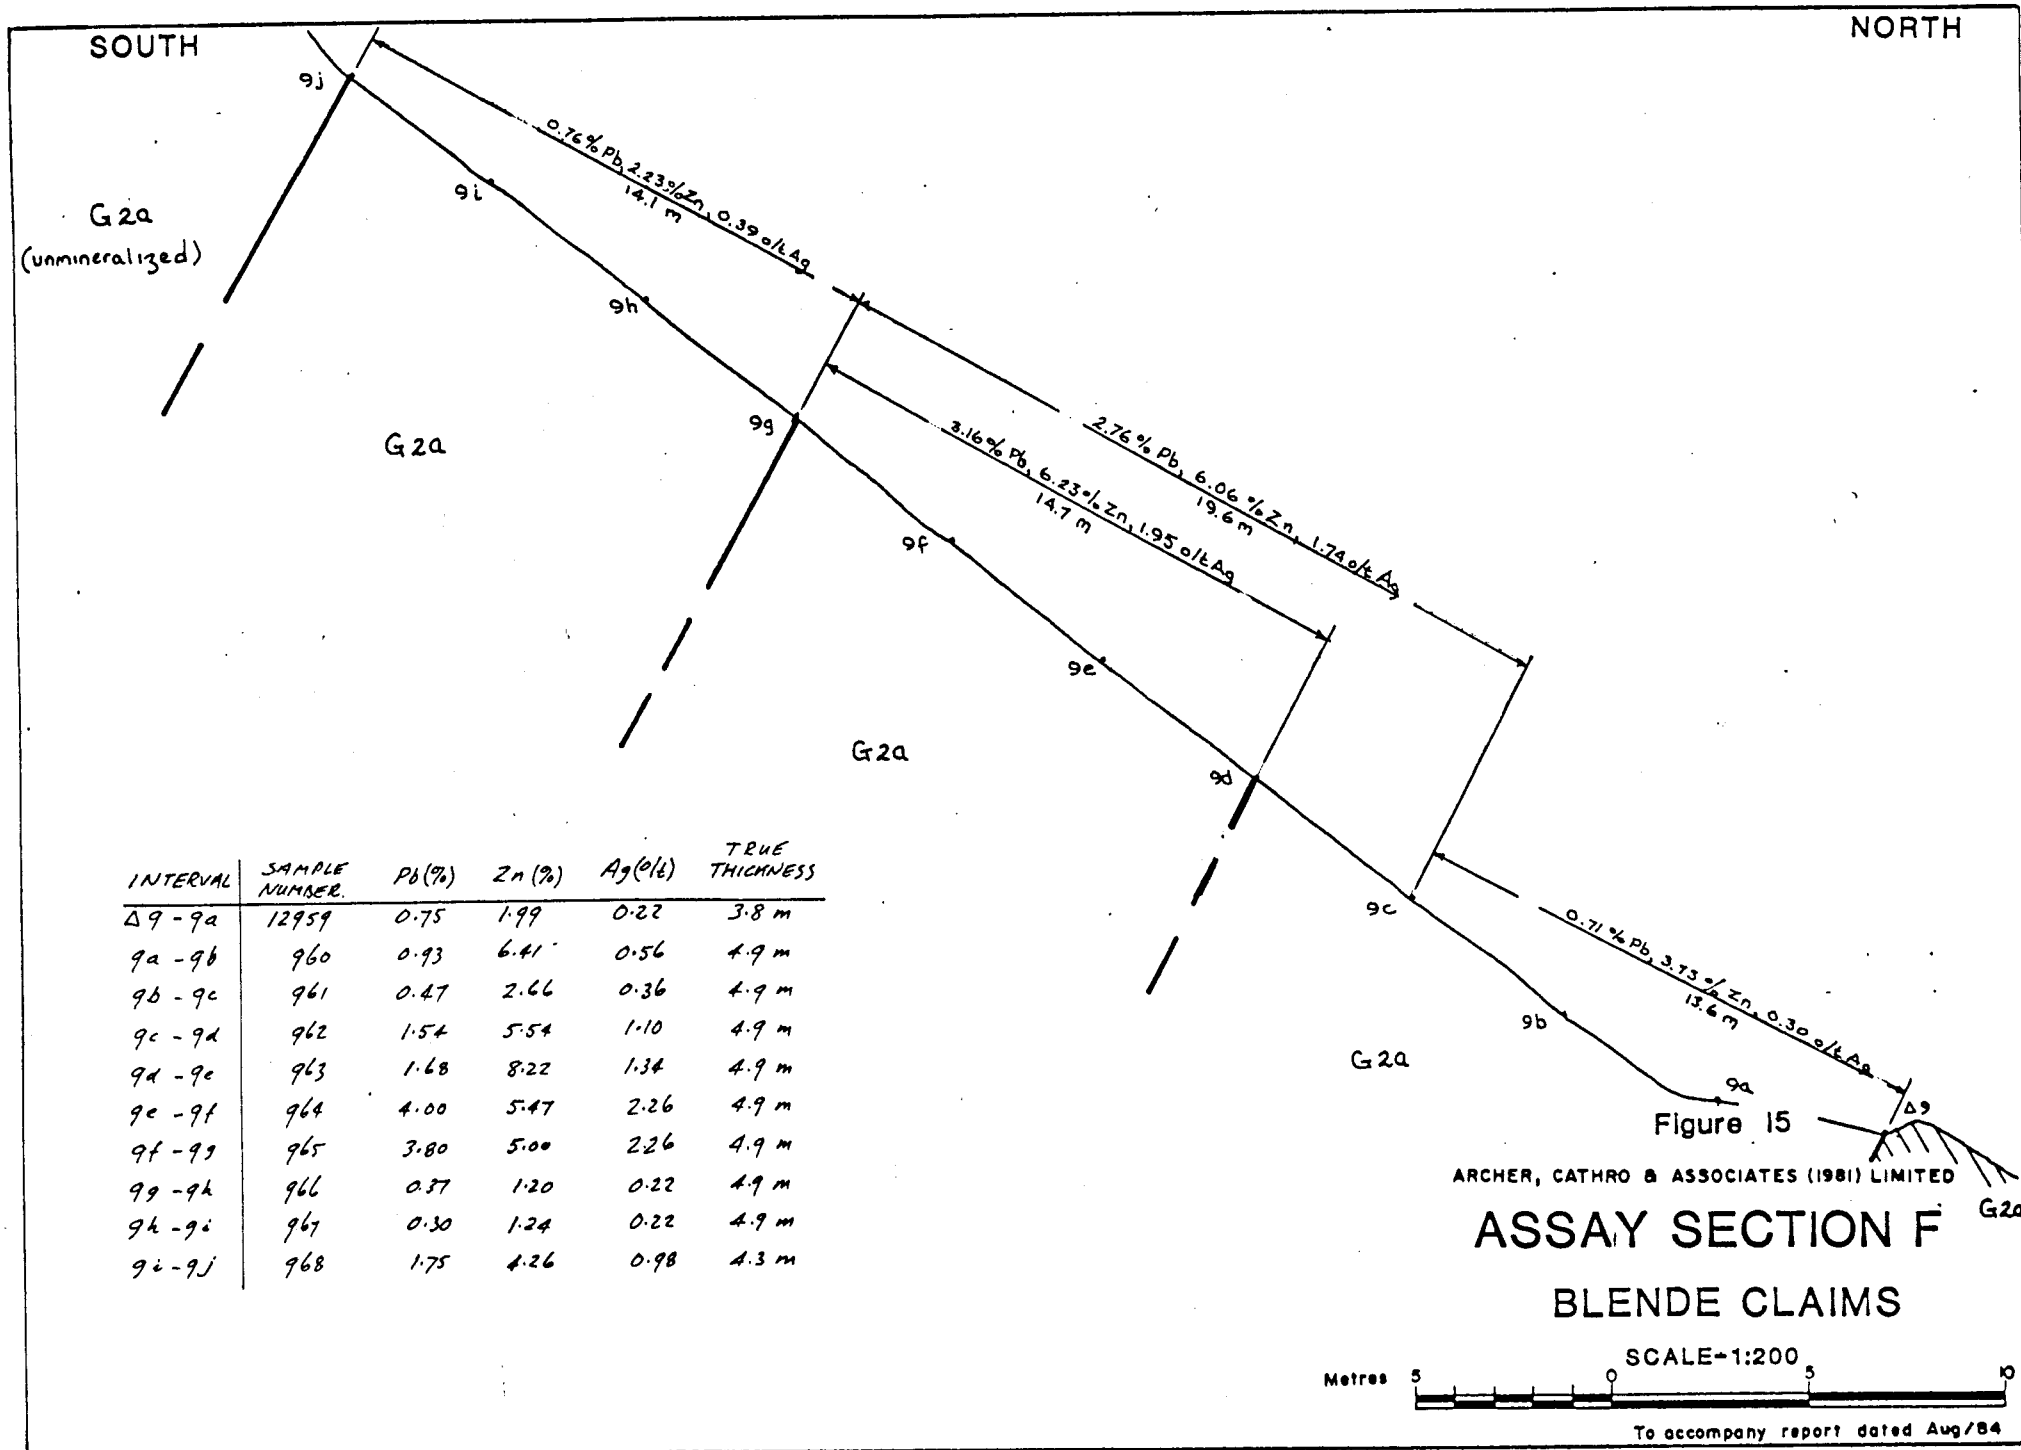 SOUTH
NORTH
9j
9i
9h
9g
9f
9e
9d
9c
9b
9a
Δ9
G2a
(unmineralized)
G2a
G2a
G2a
G2a
0.76% Pb, 2.23% Zn, 0.39 o/t Ag
14.1 m
2.76% Pb, 6.06% Zn, 1.74 o/t Ag
19.6 m
3.16% Pb, 6.23% Zn, 1.95 o/t Ag
14.7 m
0.71% Pb, 3.73% Zn, 0.30 o/t Ag
13.6 m
INTERVAL SAMPLE NUMBER. Pb(%) Zn(%) Ag(o/t) TRUE THICKNESS
Δ9 - 9a 12959 0.75 1.99 0.22 3.8 m
9a - 9b 960 0.93 6.41 0.56 4.9 m
9b - 9c 961 0.47 2.66 0.36 4.9 m
9c - 9d 962 1.54 5.54 1.10 4.9 m
9d - 9e 963 1.68 8.22 1.34 4.9 m
9e - 9f 964 4.00 5.47 2.26 4.9 m
9f - 9g 965 3.80 5.00 2.26 4.9 m
9g - 9h 966 0.37 1.20 0.22 4.9 m
9h - 9i 967 0.30 1.24 0.22 4.9 m
9i - 9j 968 1.75 4.26 0.98 4.3 m
Figure 15
ARCHER, CATHRO & ASSOCIATES (1981) LIMITED
ASSAY SECTION F
BLENDE CLAIMS
SCALE-1:200
Metres 5 0 5 10
To accompany report dated Aug/84